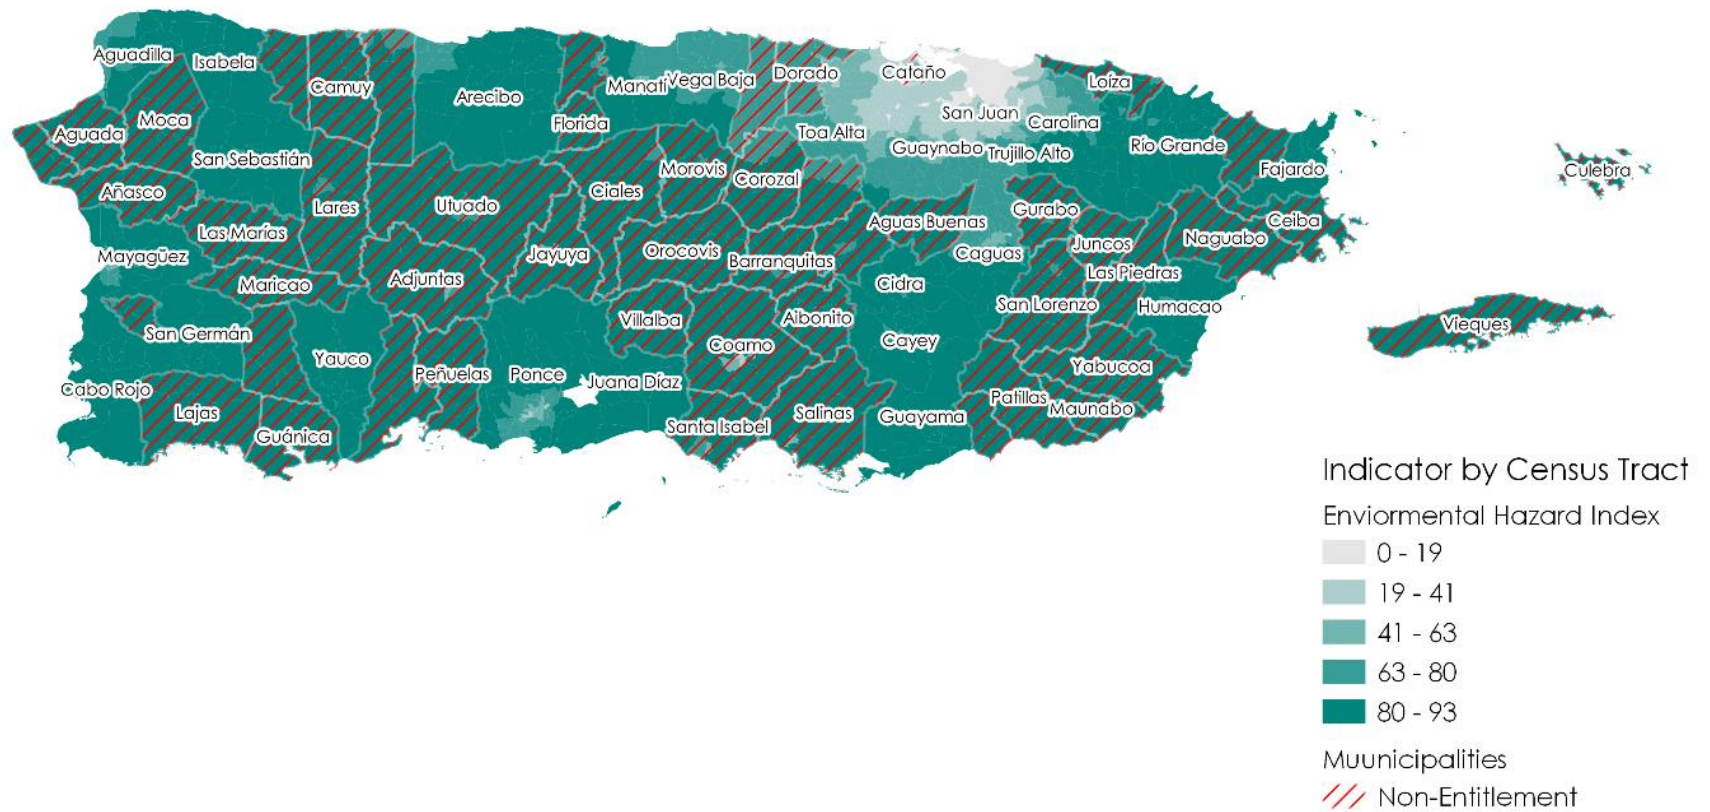 Aguadilla
Isabela
Camuy
Arecibo
Manatí
Vega Baja
Dorado
Cataño
Loíza
Aguada
Moca
Florida
San Juan
Carolina
Toa Alta
San Sebastián
Guaynabo
Trujillo Alto
Río Grande
Fajardo
Culebra
Añasco
Lares
Utuado
Ciales
Morovis
Corozal
Las Marías
Aguas Buenas
Gurabo
Ceiba
Mayagüez
Jayuya
Orocovis
Barranquitas
Caguas
Juncos
Naguabo
Maricao
Adjuntas
Cidra
Las Piedras
San Germán
Villalba
Aibonito
San Lorenzo
Humacao
Yauco
Coamo
Cayey
Vieques
Cabo Rojo
Peñuelas
Ponce
Juana Díaz
Yabucoa
Lajas
Guánica
Santa Isabel
Salinas
Guayama
Patillas
Maunabo
Indicator by Census Tract
Enviormental Hazard Index
0 - 19
19 - 41
41 - 63
63 - 80
80 - 93
Muunicipalities
Non-Entitlement